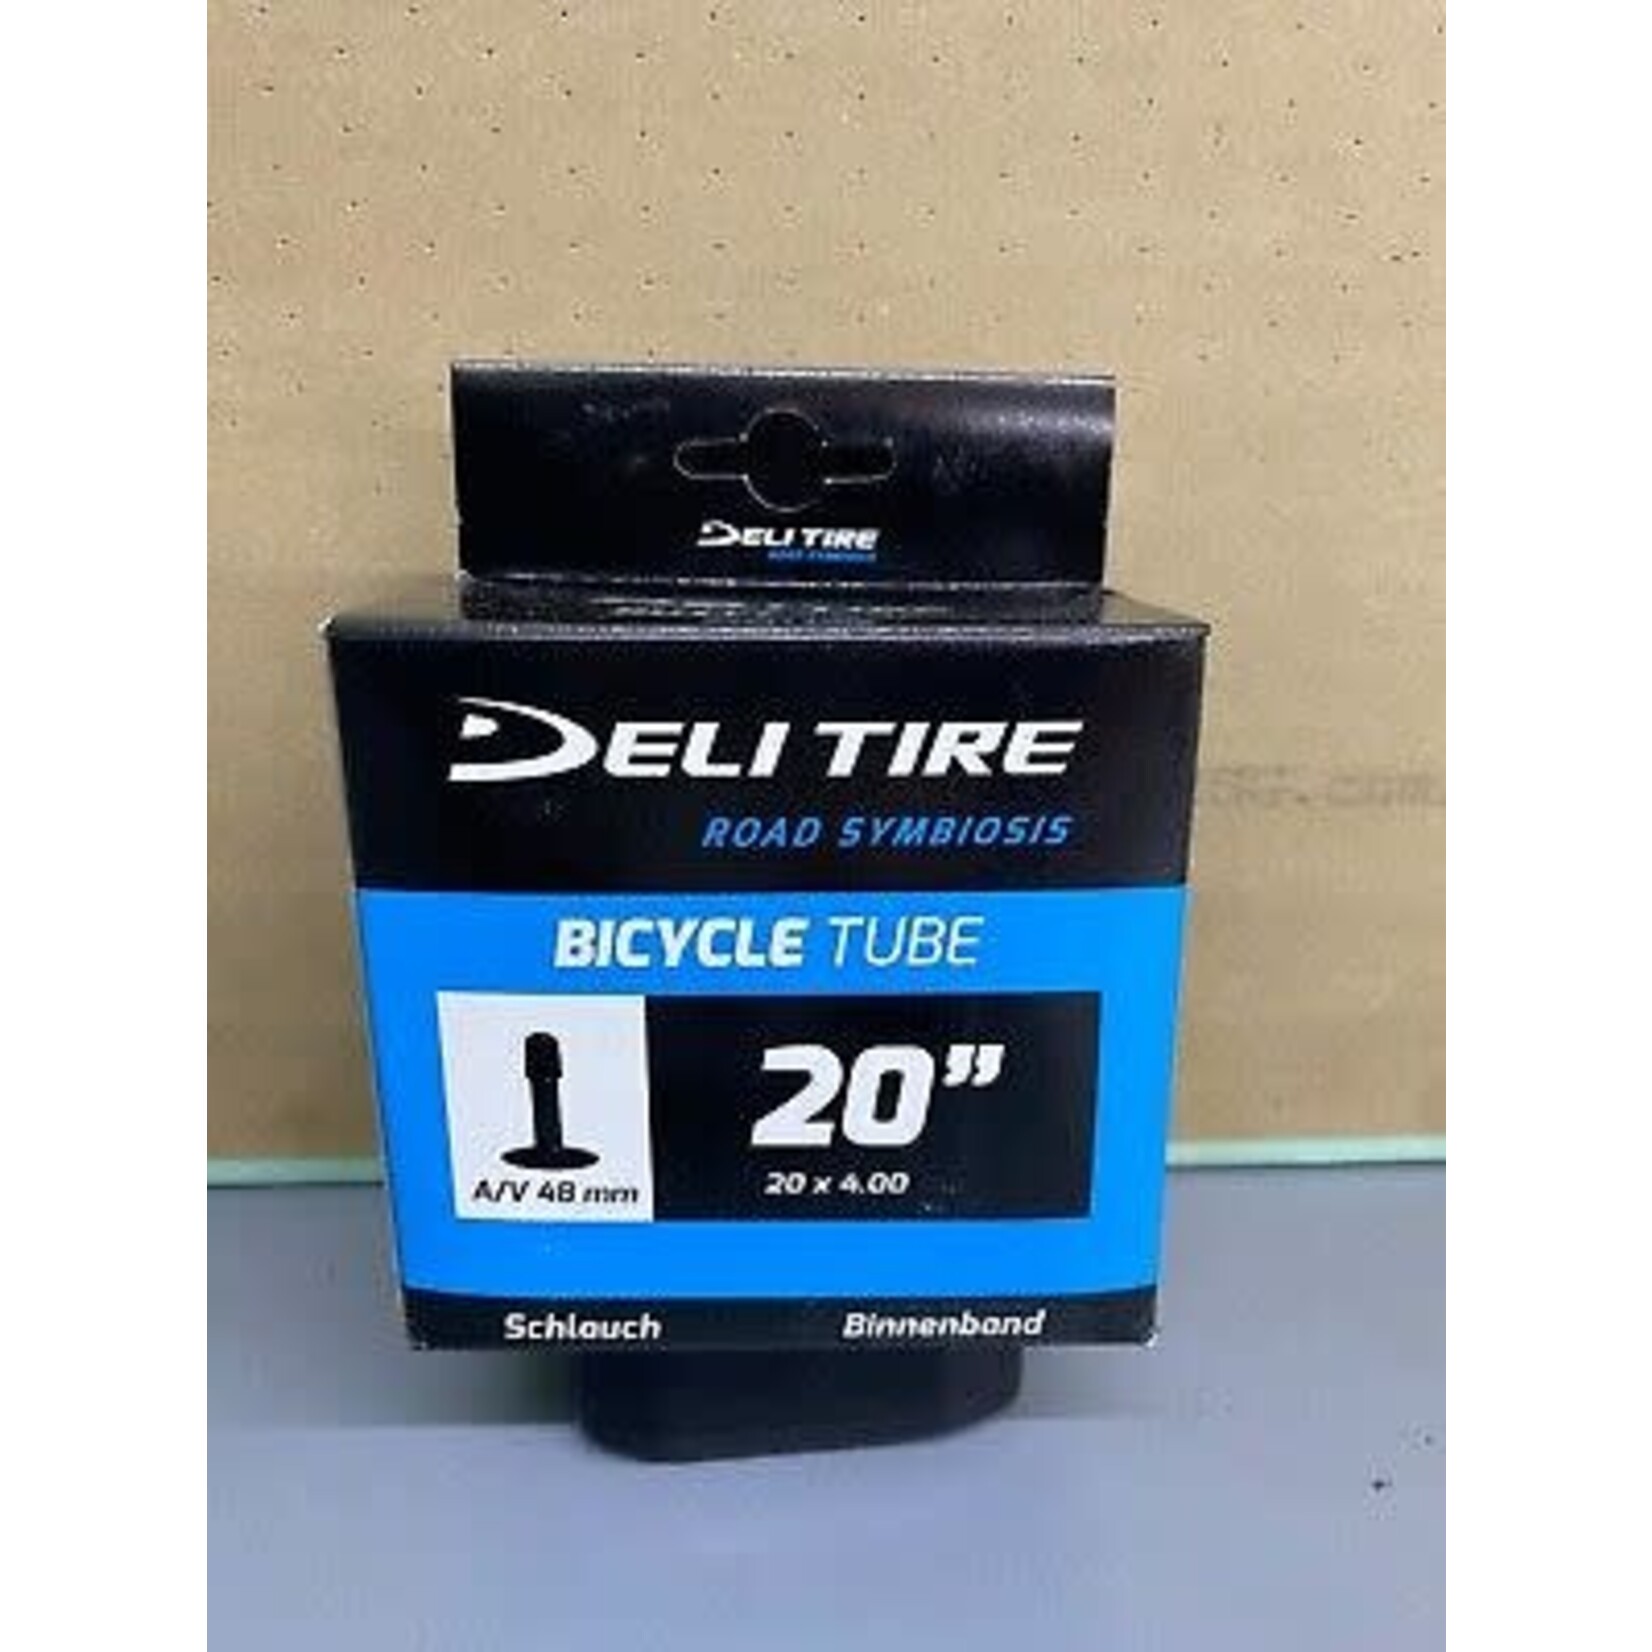 DELI TIRE
ROAD SYMBIOSIS
DELI TIRE
ROAD SYMBIOSIS
BICYCLE TUBE
20”
A/V 48 mm
20 x 4.00
Schlauch
Binnenband